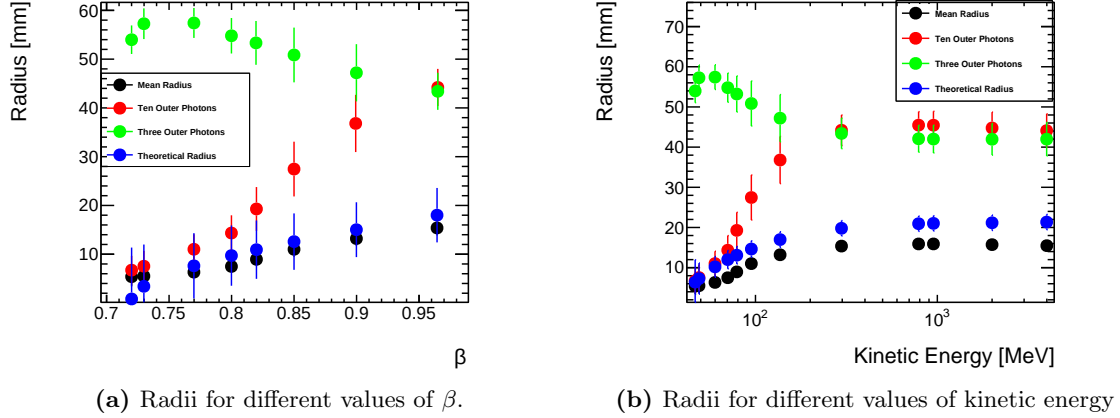 Radius [mm]
60
50
40
30
20
10
Mean Radius
Ten Outer Photons
Three Outer Photons
Theoretical Radius
0.7 0.75 0.8 0.85 0.9 0.95
β
(a) Radii for different values of β.
Radius [mm]
70
60
50
40
30
20
10
Mean Radius
Ten Outer Photons
Three Outer Photons
Theoretical Radius
10² 10³
Kinetic Energy [MeV]
(b) Radii for different values of kinetic energy